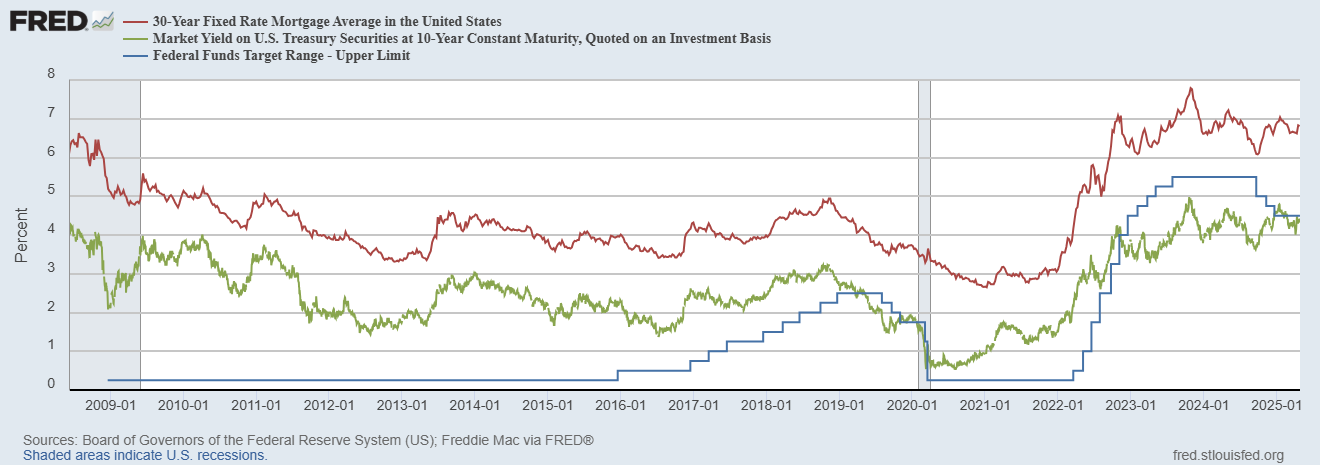 FRED
30-Year Fixed Rate Mortgage Average in the United States
Market Yield on U.S. Treasury Securities at 10-Year Constant Maturity, Quoted on an Investment Basis
Federal Funds Target Range - Upper Limit
8
7
6
5
4
3
2
1
0
Percent
2009-01 2010-01 2011-01 2012-01 2013-01 2014-01 2015-01 2016-01 2017-01 2018-01 2019-01 2020-01 2021-01 2022-01 2023-01 2024-01 2025-01
Sources: Board of Governors of the Federal Reserve System (US); Freddie Mac via FRED®
Shaded areas indicate U.S. recessions.
fred.stlouisfed.org